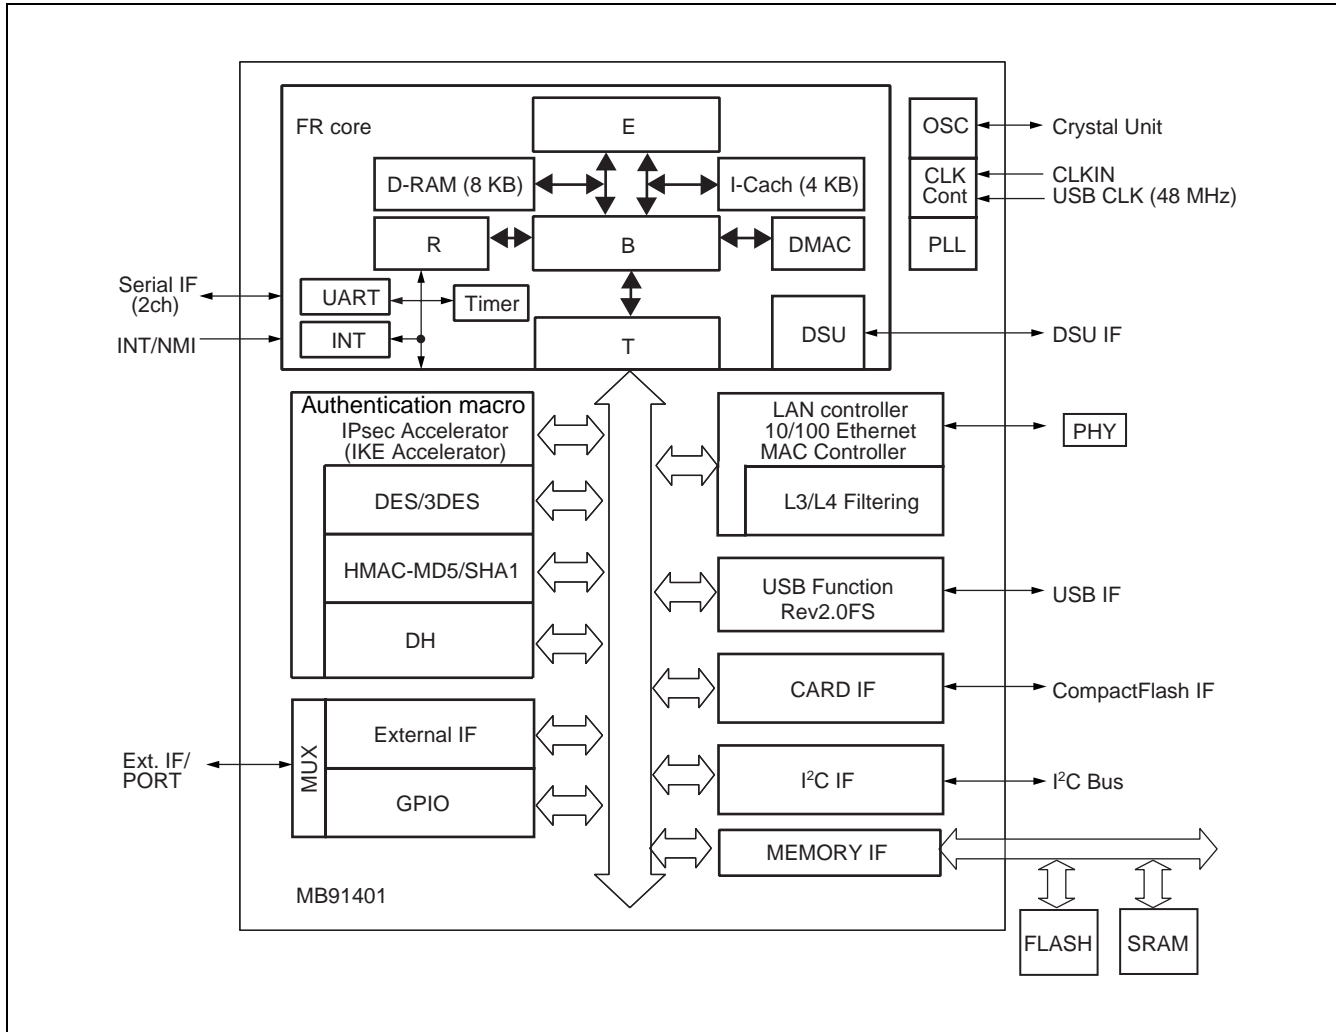 FR core
E
OSC
Crystal Unit
D-RAM (8 KB)
I-Cach (4 KB)
CLK
Cont
CLKIN
USB CLK (48 MHz)
R
B
DMAC
PLL
Serial IF
(2ch)
UART
Timer
INT/NMI
INT
T
DSU
DSU IF
Authentication macro
IPsec Accelerator
(IKE Accelerator)
LAN controller
10/100 Ethernet
MAC Controller
PHY
DES/3DES
L3/L4 Filtering
HMAC-MD5/SHA1
USB Function
Rev2.0FS
USB IF
DH
CARD IF
CompactFlash IF
External IF
Ext. IF/
PORT
MUX
I²C IF
I²C Bus
GPIO
MEMORY IF
MB91401
FLASH
SRAM